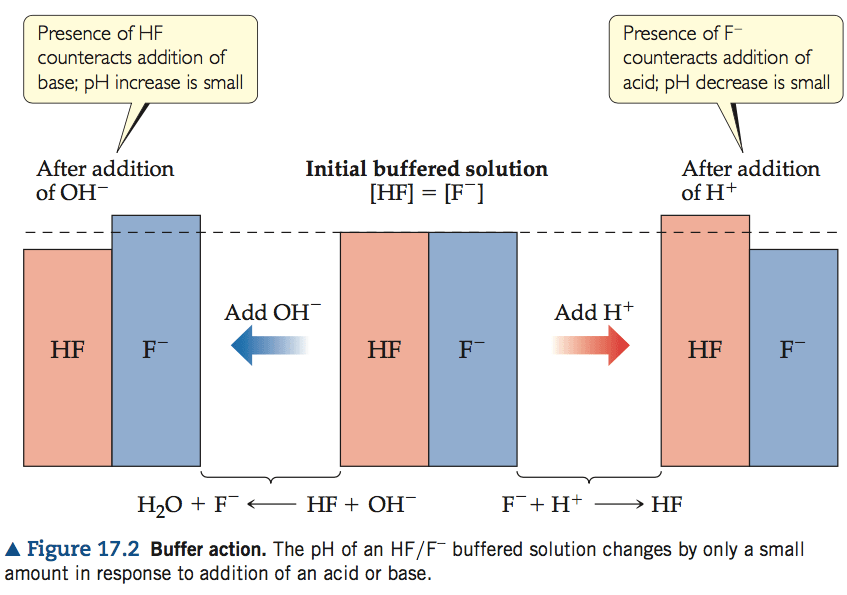 Presence of HF
counteracts addition of
base; pH increase is small
Presence of F⁻
counteracts addition of
acid; pH decrease is small
After addition
of OH⁻
Initial buffered solution
[HF] = [F⁻]
After addition
of H⁺
HF
F⁻
Add OH⁻
HF
F⁻
Add H⁺
HF
F⁻
H₂O + F⁻ ⟵ HF + OH⁻
F⁻ + H⁺ ⟶ HF
▲ Figure 17.2 Buffer action. The pH of an HF/F⁻ buffered solution changes by only a small
amount in response to addition of an acid or base.